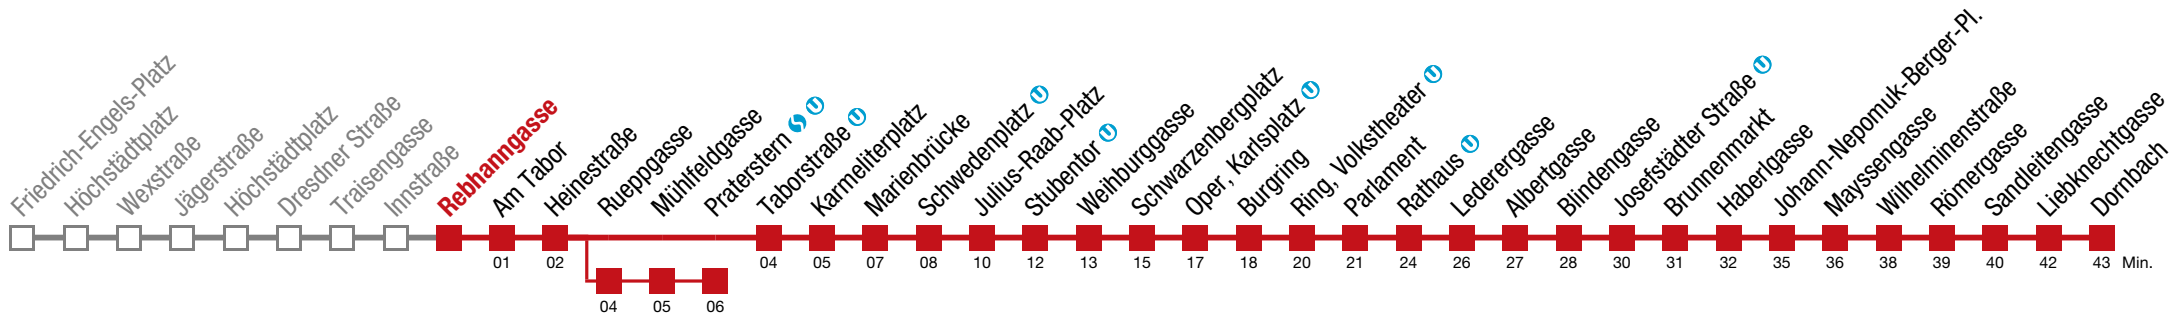 Friedrich-Engels-Platz
Höchstädtplatz
Wexstraße
Jägerstraße
Höchstädtplatz
Dresdner Straße
Traisengasse
Innstraße
Rebhanngasse
Am Tabor
Heinestraße
Rueppgasse
Mühlfeldgasse
Praterstern S U
Taborstraße U
Karmeliterplatz
Marienbrücke
Schwedenplatz U
Julius-Raab-Platz
Stubentor U
Weihburggasse
Schwarzenbergplatz
Oper, Karlsplatz U
Burgring
Ring, Volkstheater U
Parlament
Rathaus U
Lederergasse
Albertgasse
Blindengasse
Josefstädter Straße U
Brunnenmarkt
Haberlgasse
Johann-Nepomuk-Berger-Pl.
Mayssengasse
Wilhelminenstraße
Römergasse
Sandleitengasse
Liebknechtgasse
Dornbach
01 02 04 05 07 08 10 12 13 15 17 18 20 21 24 26 27 28 30 31 32 35 36 38 39 40 42 43 Min.
04 05 06